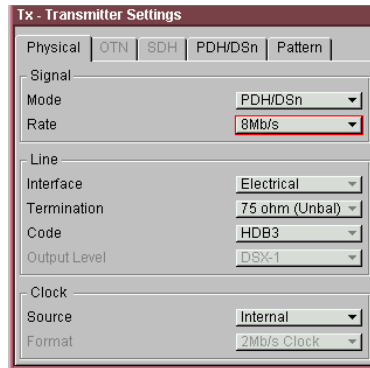 Tx - Transmitter Settings
Physical OTN SDH PDH/DSn Pattern
Signal
Mode PDH/DSn
Rate 8Mb/s
Line
Interface Electrical
Termination 75 ohm (Unbal)
Code HDB3
Output Level DSX-1
Clock
Source Internal
Format 2Mb/s Clock